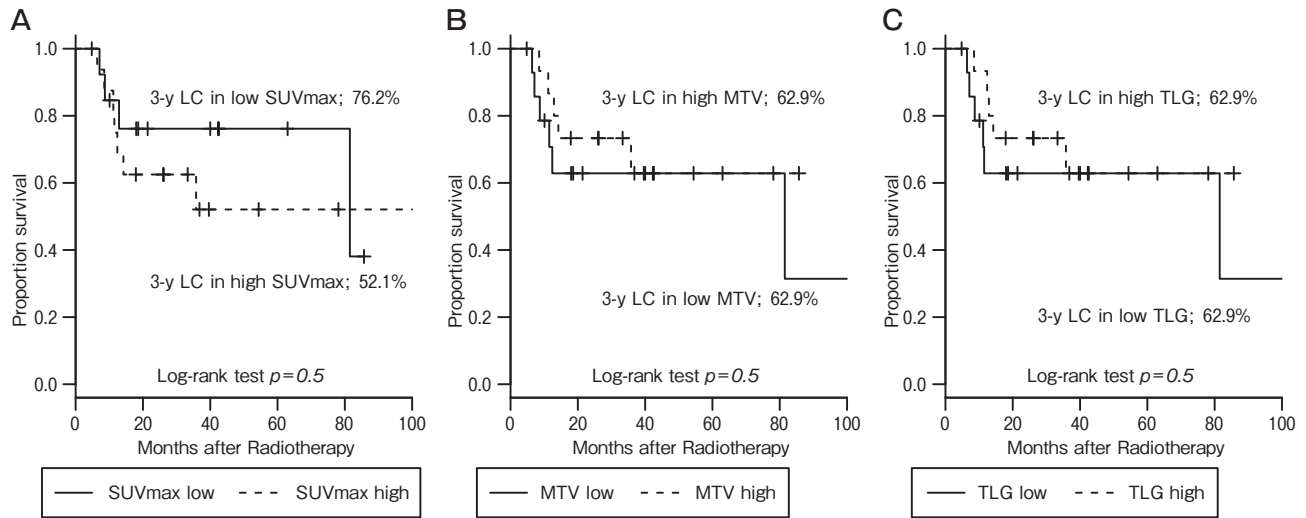 A
Proportion survival
1.0
0.8
0.6
0.4
0.2
0.0
3-y LC in low SUVmax; 76.2%
3-y LC in high SUVmax; 52.1%
Log-rank test p=0.5
0 20 40 60 80 100
Months after Radiotherapy
SUVmax low SUVmax high
B
Proportion survival
1.0
0.8
0.6
0.4
0.2
0.0
3-y LC in high MTV; 62.9%
3-y LC in low MTV; 62.9%
Log-rank test p=0.5
0 20 40 60 80 100
Months after Radiotherapy
MTV low MTV high
C
Proportion survival
1.0
0.8
0.6
0.4
0.2
0.0
3-y LC in high TLG; 62.9%
3-y LC in low TLG; 62.9%
Log-rank test p=0.5
0 20 40 60 80 100
Months after Radiotherapy
TLG low TLG high